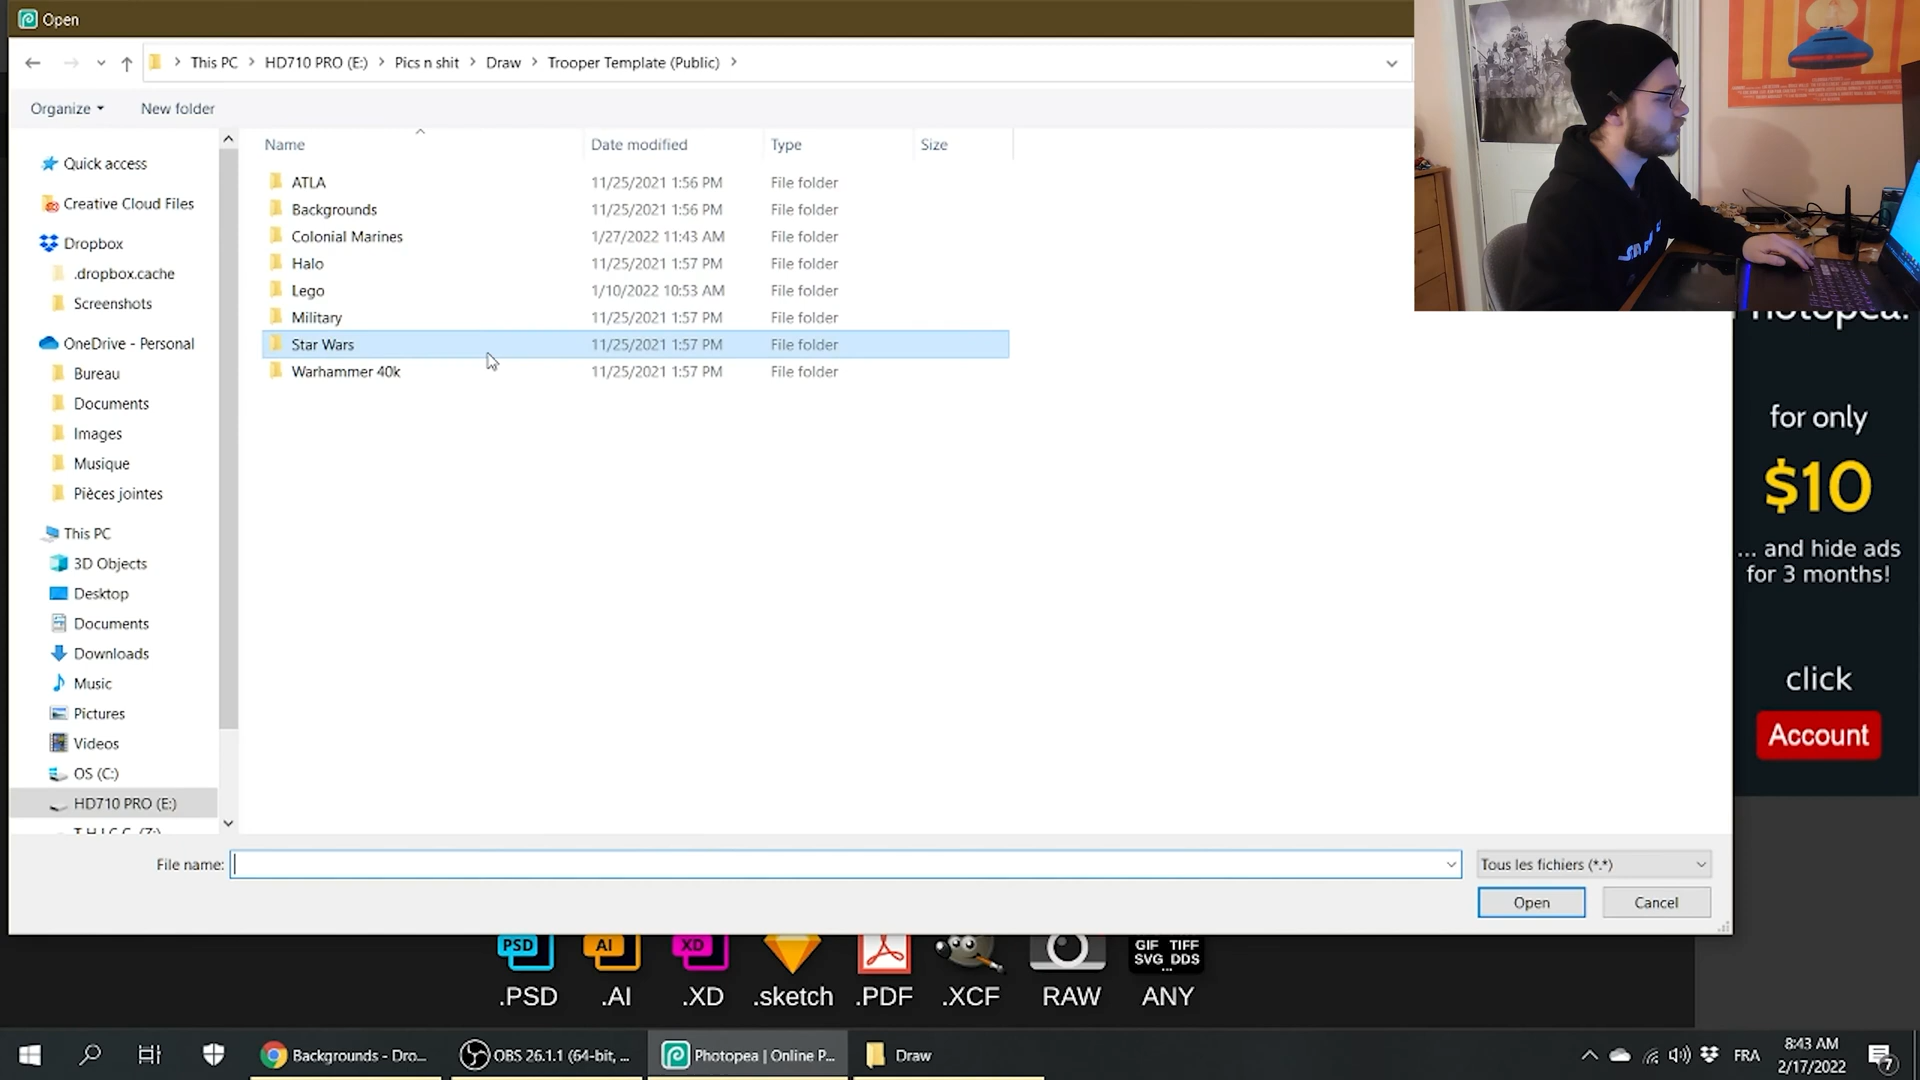 Open
This PC > HD710 PRO (E:) > Pics n shit > Draw > Trooper Template (Public) >
Organize
New folder
Name
Date modified
Type
Size
Quick access
Creative Cloud Files
Dropbox
.dropbox.cache
Screenshots
OneDrive - Personal
Bureau
Documents
Images
Musique
Pièces jointes
This PC
3D Objects
Desktop
Documents
Downloads
Music
Pictures
Videos
OS (C:)
HD710 PRO (E:)
ATLA 11/25/2021 1:56 PM File folder
Backgrounds 11/25/2021 1:56 PM File folder
Colonial Marines 1/27/2022 11:43 AM File folder
Halo 11/25/2021 1:57 PM File folder
Lego 1/10/2022 10:53 AM File folder
Military 11/25/2021 1:57 PM File folder
Star Wars 11/25/2021 1:57 PM File folder
Warhammer 40k 11/25/2021 1:57 PM File folder
for only
$10
... and hide ads
for 3 months!
click
Account
File name:
Tous les fichiers (*.*)
Open
Cancel
PSD
AI
XD
GIF TIFF
SVG DDS
...
.PSD
.AI
.XD
.sketch
.PDF
.XCF
RAW
ANY
Backgrounds - Dro...
OBS 26.1.1 (64-bit, ...
Photopea | Online P...
Draw
FRA
8:43 AM
2/17/2022
7